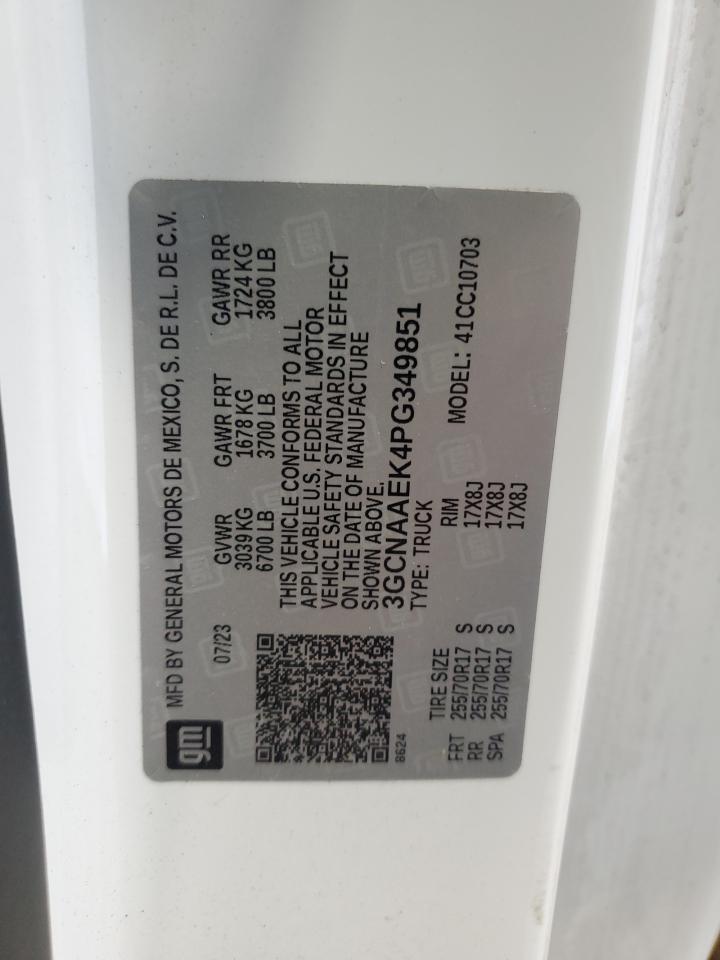 gm
MFD BY GENERAL MOTORS DE MEXICO, S. DE R.L. DE C.V.
07/23
GVWR GAWR FRT GAWR RR
3039 KG 1678 KG 1724 KG
6700 LB 3700 LB 3800 LB
THIS VEHICLE CONFORMS TO ALL
APPLICABLE U.S. FEDERAL MOTOR
VEHICLE SAFETY STANDARDS IN EFFECT
ON THE DATE OF MANUFACTURE
SHOWN ABOVE.
3GCNAAEK4PG349851
8624
TYPE: TRUCK
MODEL: 41CC10703
TIRE SIZE RIM
FRT 255/70R17 S 17X8J
RR 255/70R17 S 17X8J
SPA 255/70R17 S 17X8J